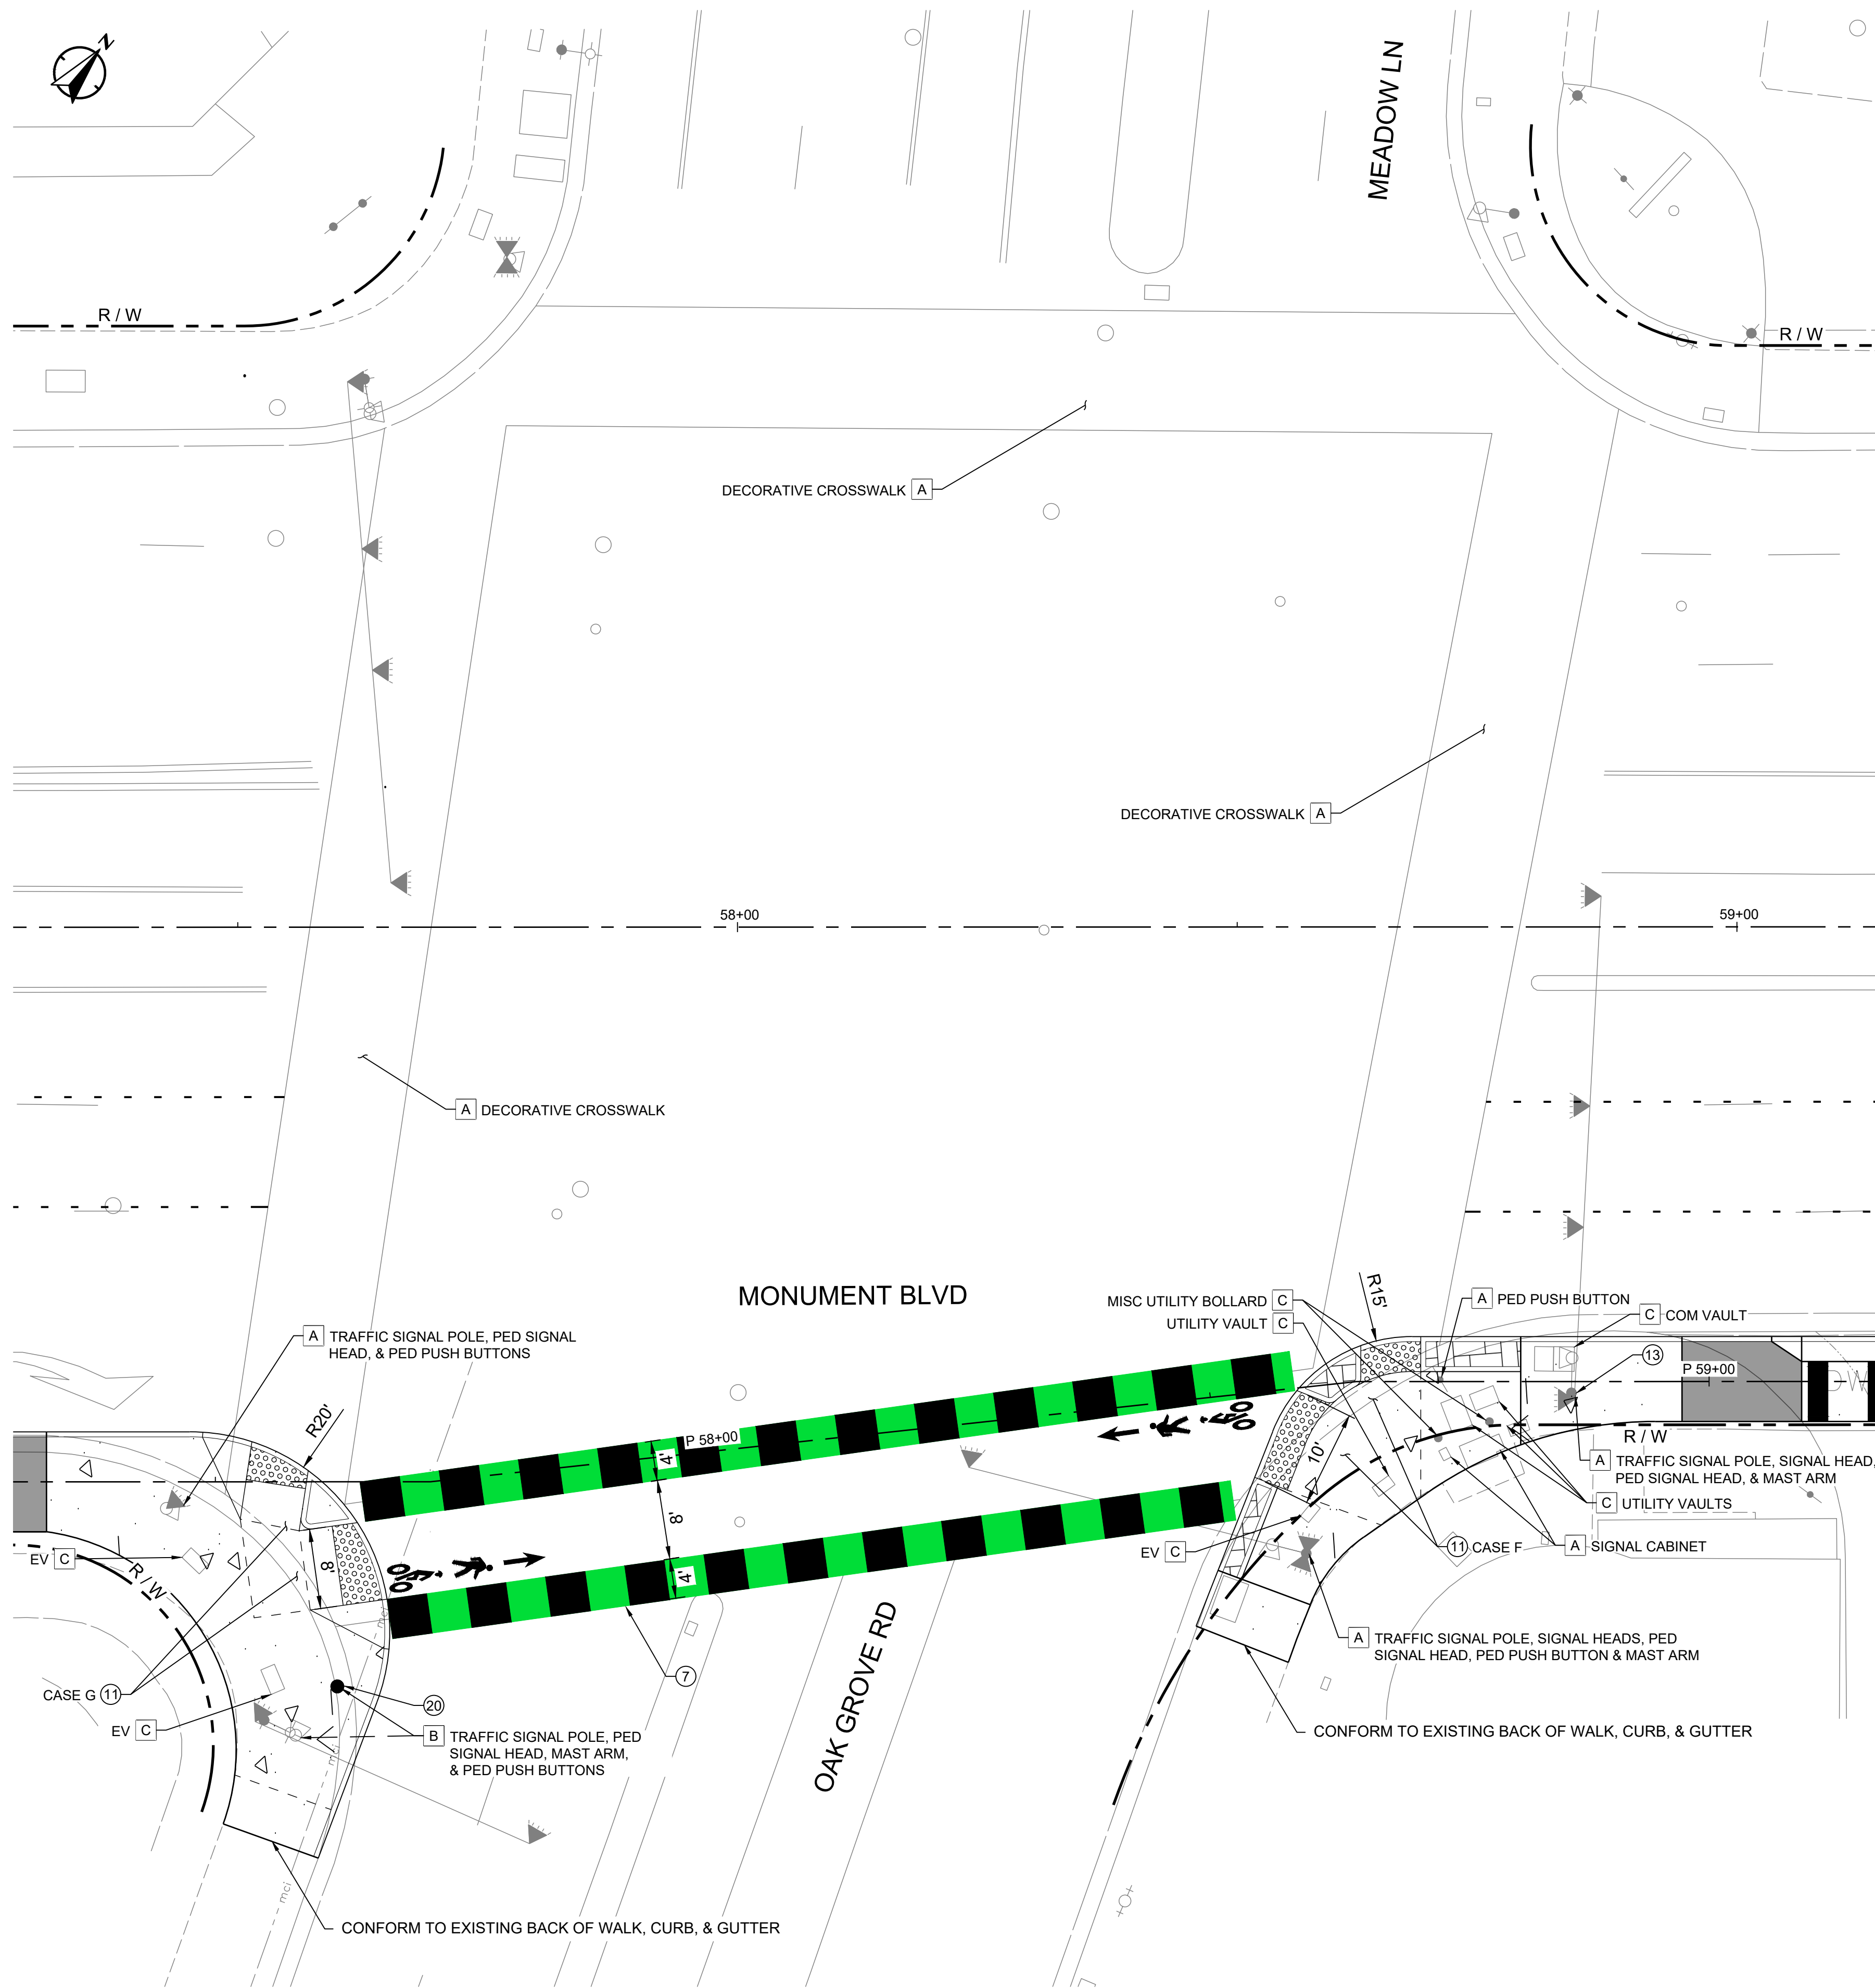 N
MEADOW LN
R / W
R / W
DECORATIVE CROSSWALK A
DECORATIVE CROSSWALK A
58+00
59+00
A DECORATIVE CROSSWALK
MONUMENT BLVD
R15'
MISC UTILITY BOLLARD C
UTILITY VAULT C
A PED PUSH BUTTON
C COM VAULT
13
P 59+00
A TRAFFIC SIGNAL POLE, PED SIGNAL
HEAD, & PED PUSH BUTTONS
R20'
P 58+00
4'
8'
4'
10'
R / W
A TRAFFIC SIGNAL POLE, SIGNAL HEAD,
PED SIGNAL HEAD, & MAST ARM
C UTILITY VAULTS
11 CASE F
A SIGNAL CABINET
EV C
EV C
R / W
8'
mci
OAK GROVE RD
A TRAFFIC SIGNAL POLE, SIGNAL HEADS, PED
SIGNAL HEAD, PED PUSH BUTTON & MAST ARM
7
CASE G 11
20
EV C
B TRAFFIC SIGNAL POLE, PED
SIGNAL HEAD, MAST ARM,
& PED PUSH BUTTONS
mci
CONFORM TO EXISTING BACK OF WALK, CURB, & GUTTER
mci
CONFORM TO EXISTING BACK OF WALK, CURB, & GUTTER